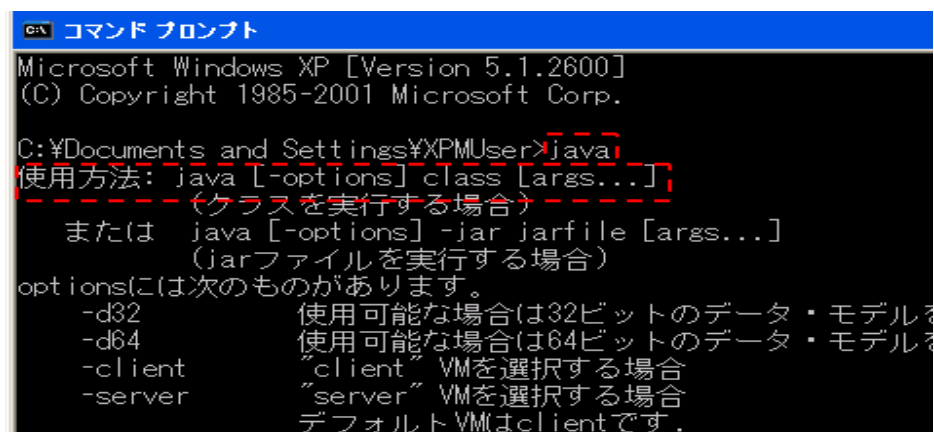 コマンド プロンプト
Microsoft Windows XP [Version 5.1.2600]
(C) Copyright 1985-2001 Microsoft Corp.
C:¥Documents and Settings¥XPMUser>java
使用方法: java [-options] class [args...]
(クラスを実行する場合)
または java [-options] -jar jarfile [args...]
(jarファイルを実行する場合)
optionsには次のものがあります。
-d32 使用可能な場合は32ビットのデータ・モデルを
-d64 使用可能な場合は64ビットのデータ・モデルを
-client "client" VMを選択する場合
-server "server" VMを選択する場合
デフォルトVMはclientです.